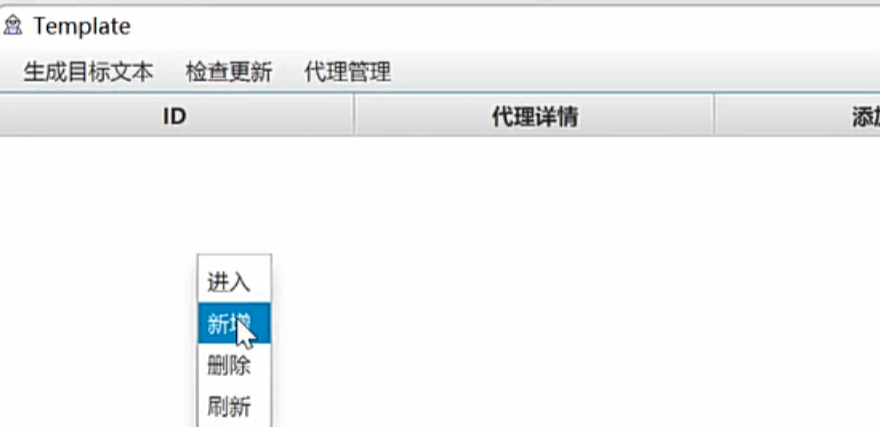 Template
生成目标文本 检查更新 代理管理
ID 代理详情 添加
进入
新增
删除
刷新